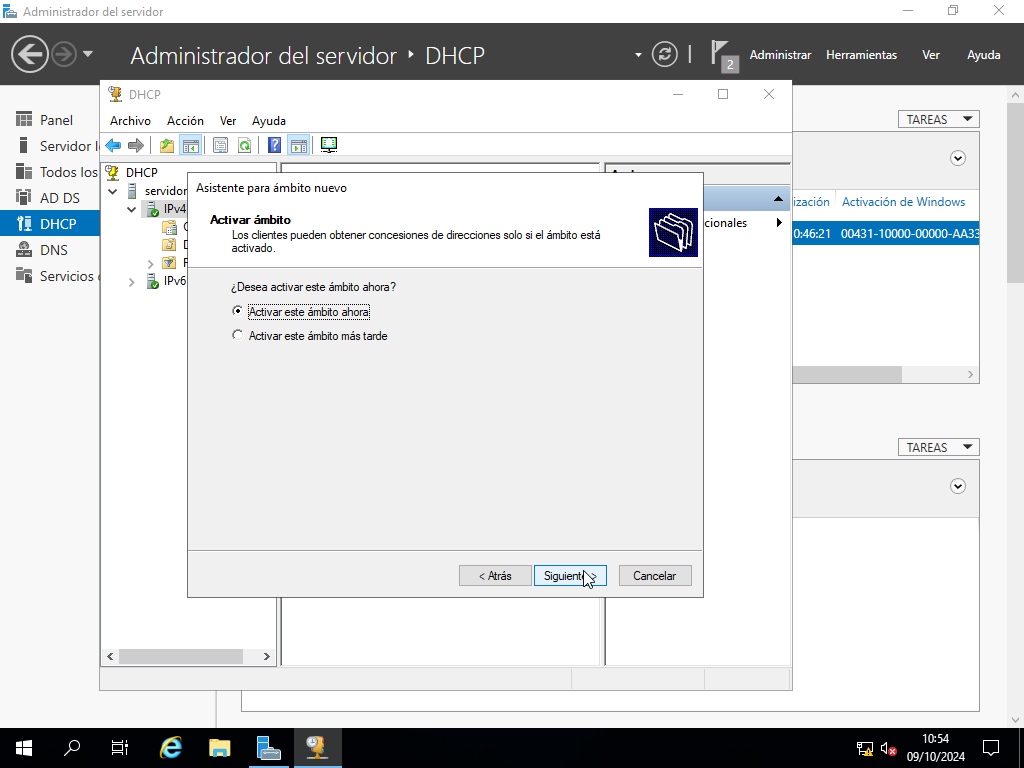 Administrador del servidor
Administrador del servidor ‣ DHCP
2
Administrar Herramientas Ver Ayuda
Panel
Servidor
Todos los
AD DS
DHCP
DNS
Servicios
DHCP
Archivo Acción Ver Ayuda
DHCP
servidor
IPv4
IPv6
Asistente para ámbito nuevo
Activar ámbito
Los clientes pueden obtener concesiones de direcciones solo si el ámbito está
activado.
¿Desea activar este ámbito ahora?
Activar este ámbito ahora
Activar este ámbito más tarde
< Atrás Siguiente > Cancelar
cionales
TAREAS
ización Activación de Windows
0:46:21 00431-10000-00000-AA33
TAREAS
10:54
09/10/2024